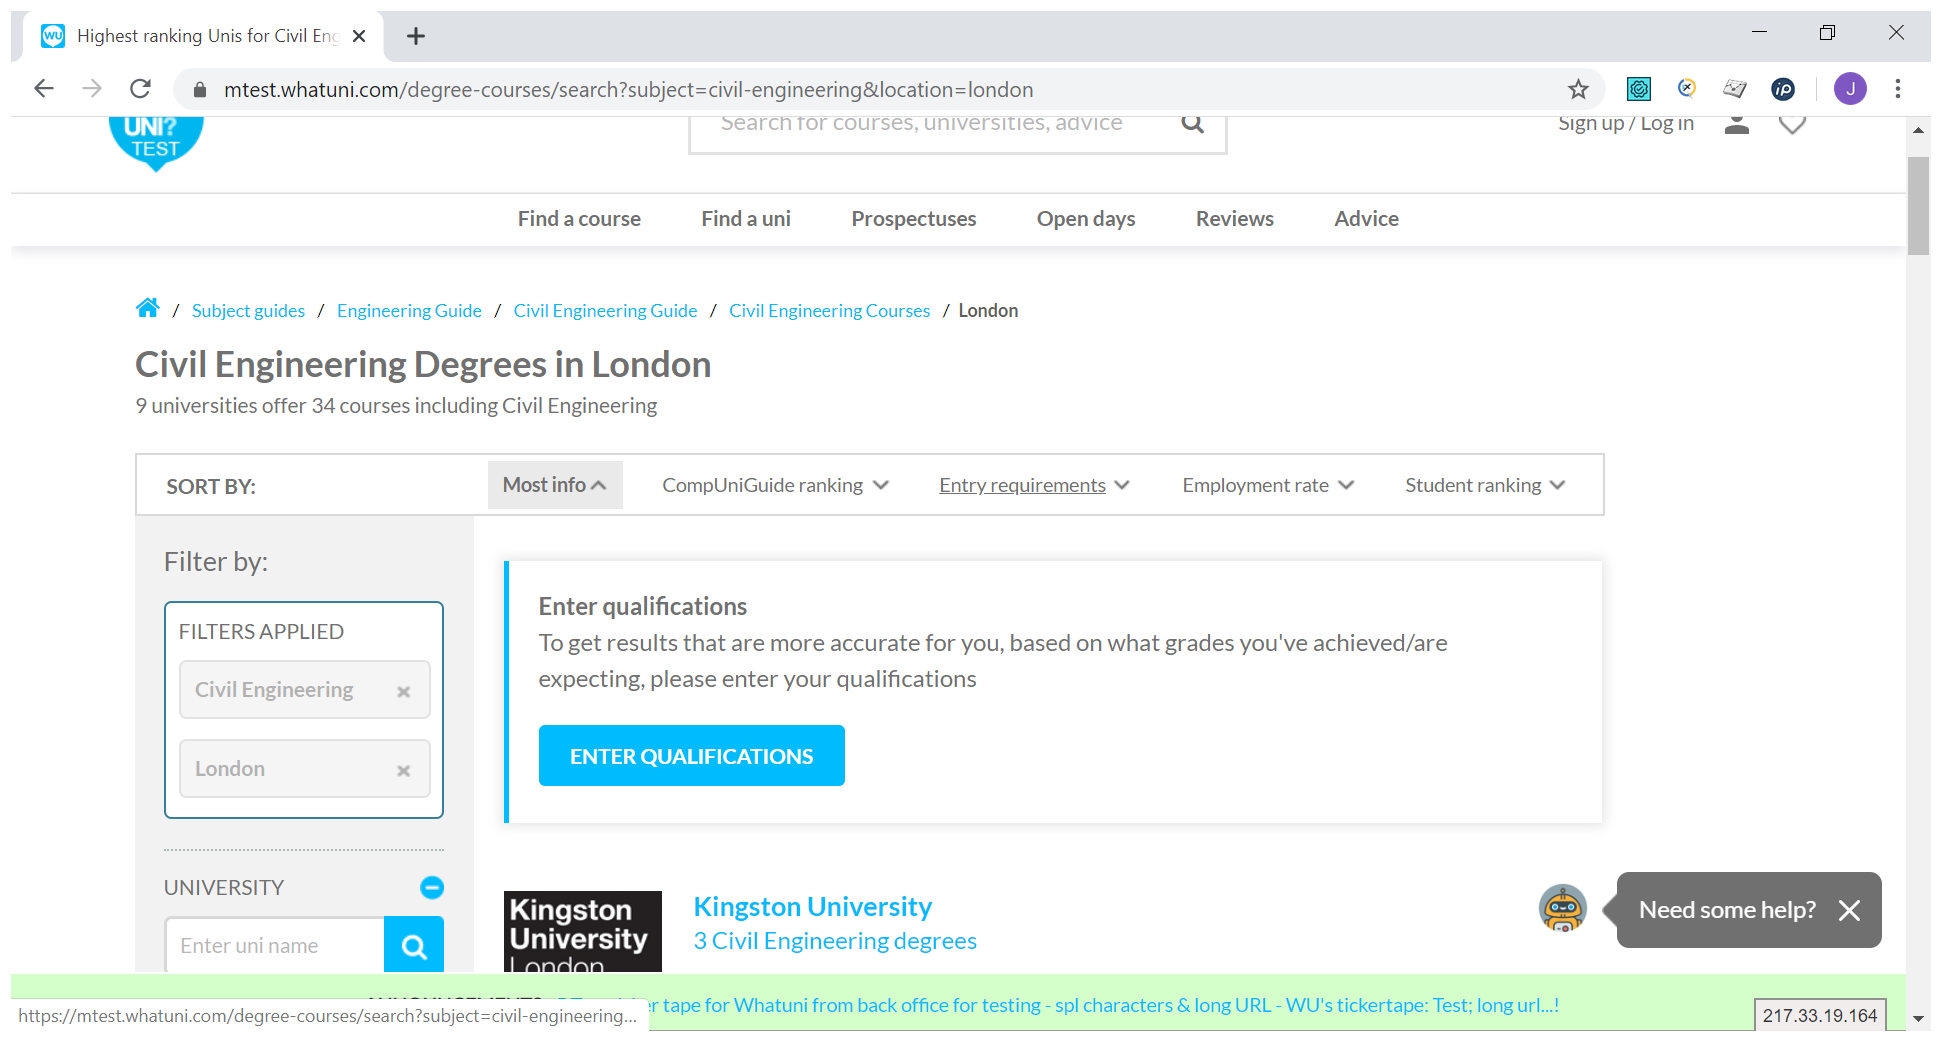 WU Highest ranking Unis for Civil Eng
mtest.whatuni.com/degree-courses/search?subject=civil-engineering&location=london
iP
J
UNI?
TEST
Search for courses, universities, advice
Sign up / Log in
Find a course Find a uni Prospectuses Open days Reviews Advice
/ Subject guides / Engineering Guide / Civil Engineering Guide / Civil Engineering Courses / London
Civil Engineering Degrees in London
9 universities offer 34 courses including Civil Engineering
SORT BY: Most info CompUniGuide ranking Entry requirements Employment rate Student ranking
Filter by:
FILTERS APPLIED
Civil Engineering
London
UNIVERSITY
Enter uni name
Enter qualifications
To get results that are more accurate for you, based on what grades you've achieved/are
expecting, please enter your qualifications
ENTER QUALIFICATIONS
Kingston
University
London
Kingston University
3 Civil Engineering degrees
Need some help?
tape for Whatuni from back office for testing - spl characters & long URL - WU's tickertape: Test; long url...!
https://mtest.whatuni.com/degree-courses/search?subject=civil-engineering...
217.33.19.164